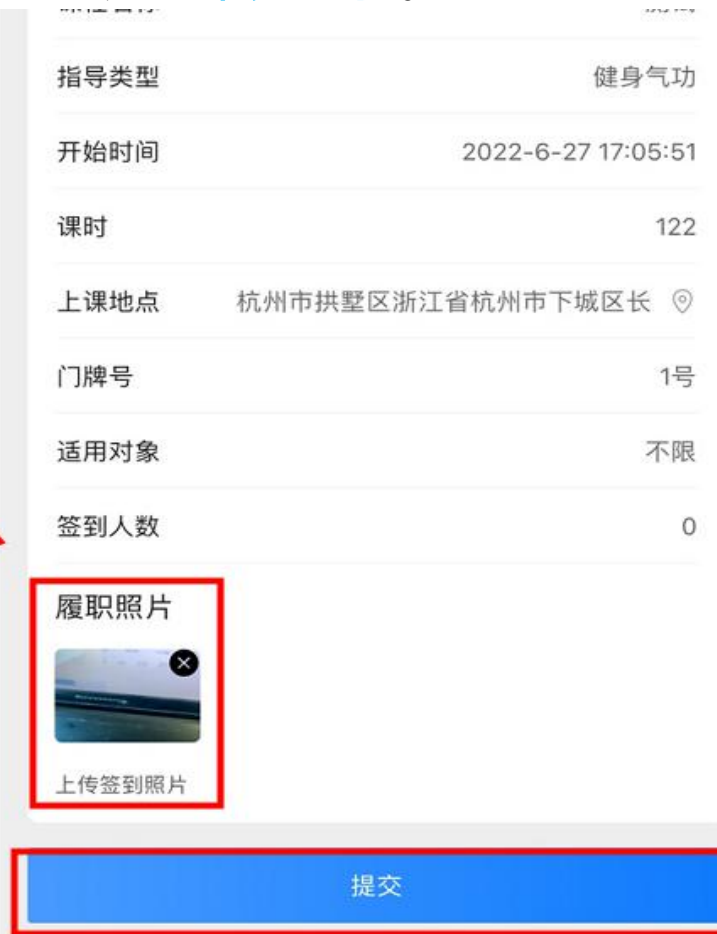 指导类型 健身气功
开始时间 2022-6-27 17:05:51
课时 122
上课地点 杭州市拱墅区浙江省杭州市下城区长
门牌号 1号
适用对象 不限
签到人数 0
履职照片
上传签到照片
提交